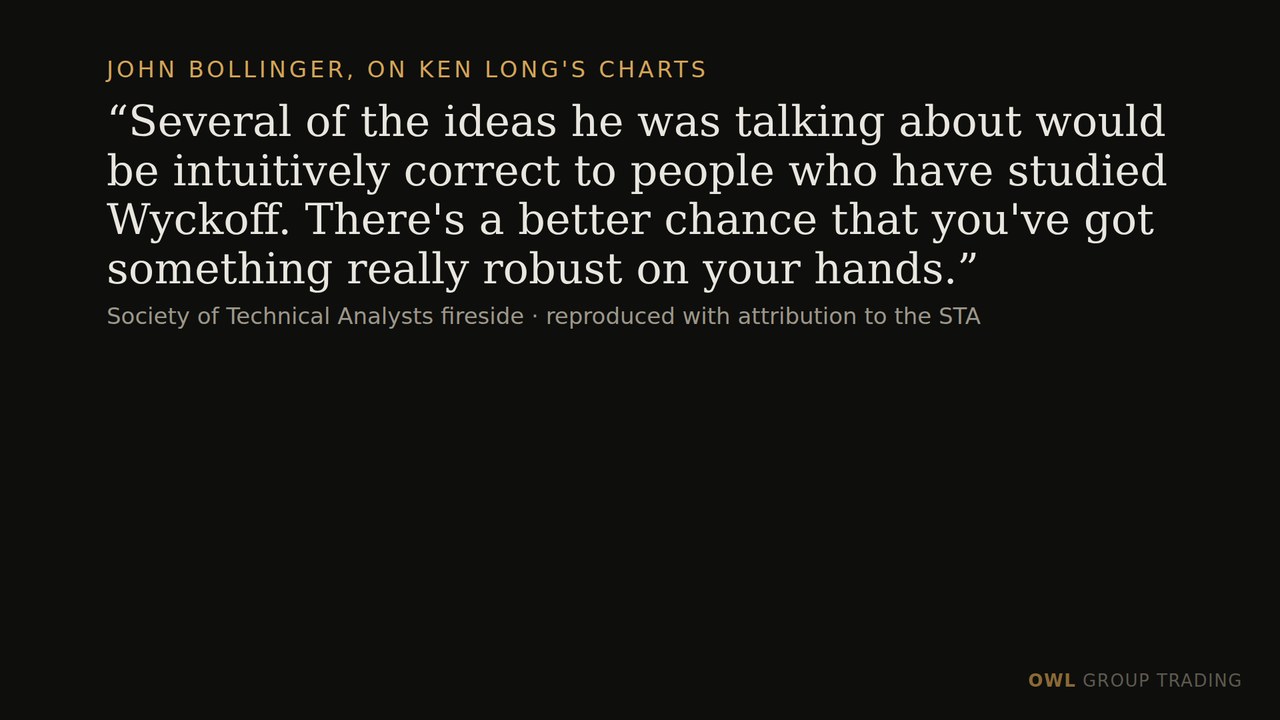 JOHN BOLLINGER, ON KEN LONG'S CHARTS
“Several of the ideas he was talking about would
be intuitively correct to people who have studied
Wyckoff. There's a better chance that you've got
something really robust on your hands.”
Society of Technical Analysts fireside · reproduced with attribution to the STA
OWL GROUP TRADING